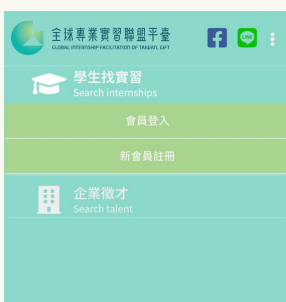 全球專業實習聯盟平臺
GLOBAL INTERNSHIP FACILITATION OF TAIWAN, GIFT
學生找實習
Search internships
會員登入
新會員註冊
企業徵才
Search talent